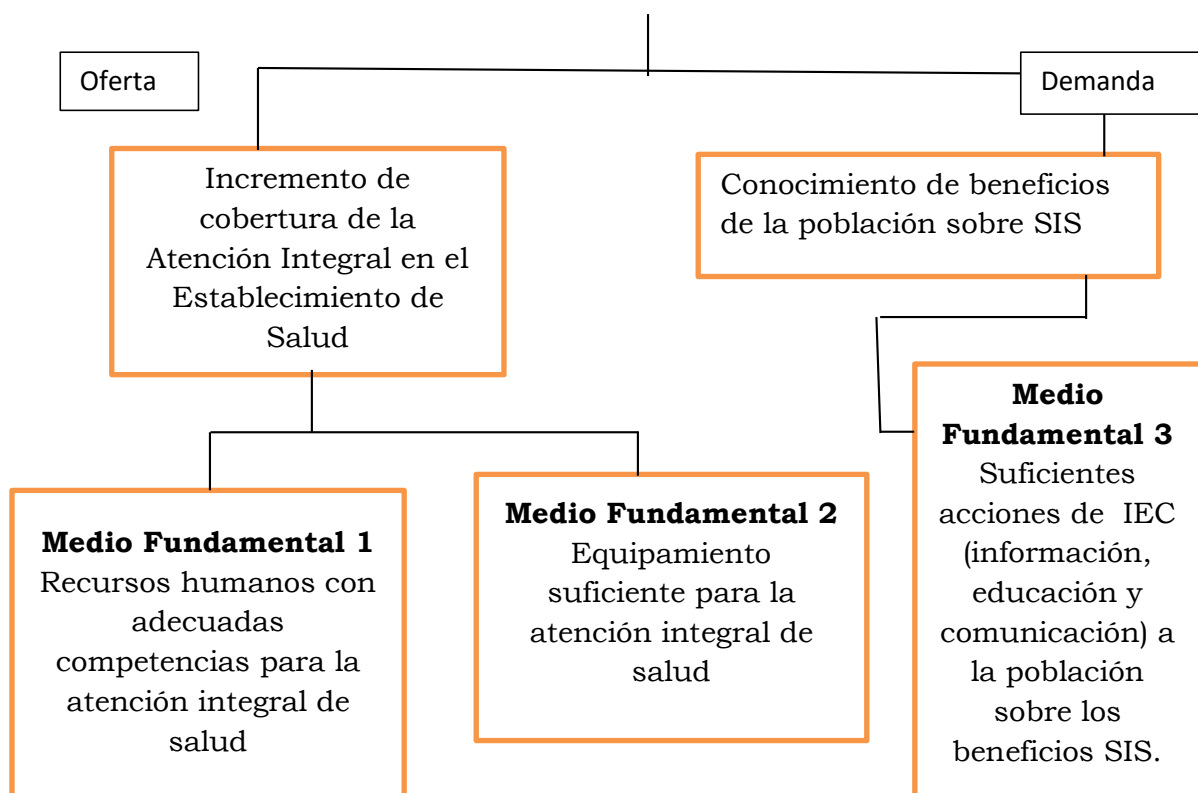 Oferta
Demanda
Incremento de
cobertura de la
Atención Integral en el
Establecimiento de
Salud
Conocimiento de beneficios
de la población sobre SIS
Medio Fundamental 1
Recursos humanos con
adecuadas
competencias para la
atención integral de
salud
Medio Fundamental 2
Equipamiento
suficiente para la
atención integral de
salud
Medio
Fundamental 3
Suficientes
acciones de IEC
(información,
educación y
comunicación) a
la población
sobre los
beneficios SIS.